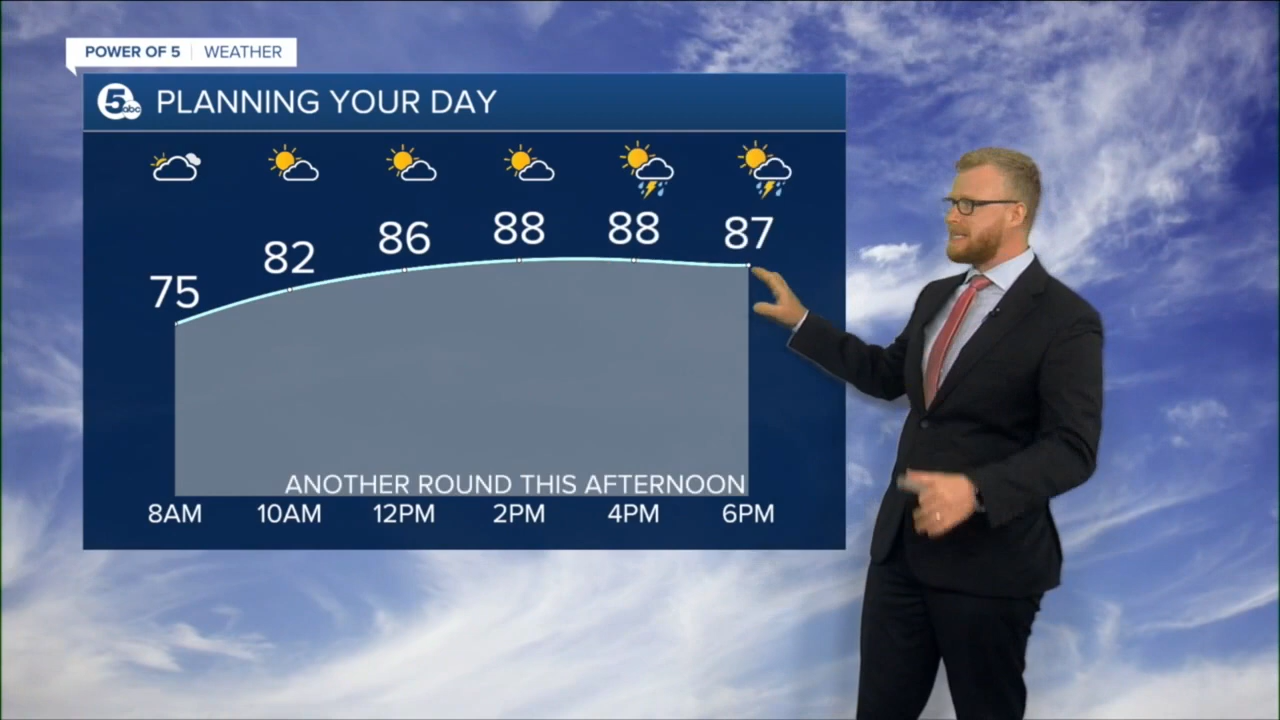 POWER OF 5 | WEATHER
5 abc PLANNING YOUR DAY
75 82 86 88 88 87
ANOTHER ROUND THIS AFTERNOON
8AM 10AM 12PM 2PM 4PM 6PM